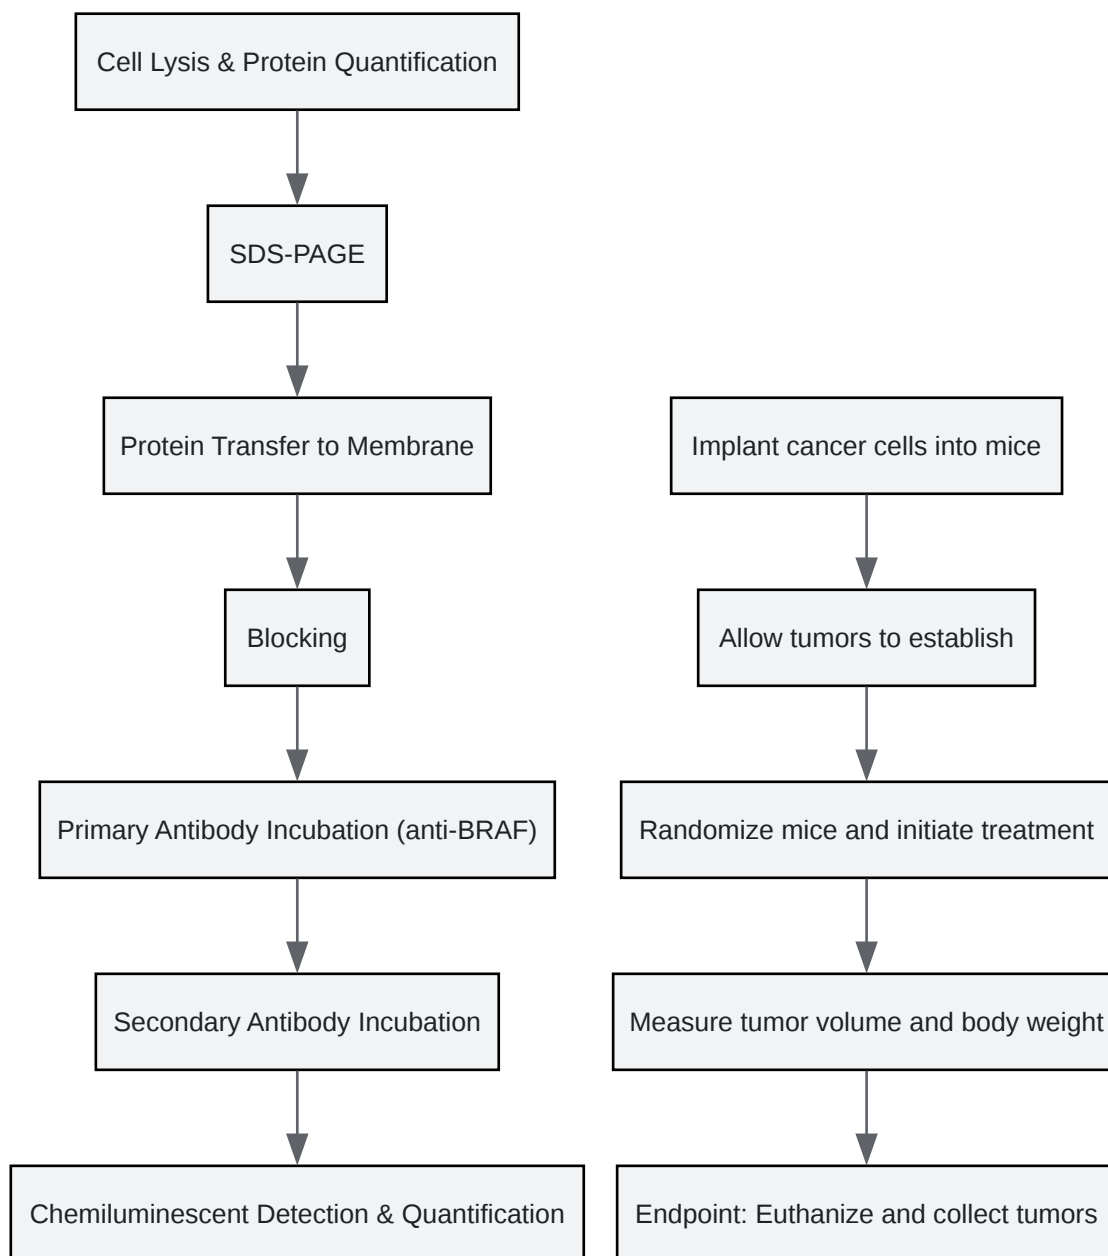 Cell Lysis & Protein Quantification
SDS-PAGE
Protein Transfer to Membrane
Blocking
Primary Antibody Incubation (anti-BRAF)
Secondary Antibody Incubation
Chemiluminescent Detection & Quantification
Implant cancer cells into mice
Allow tumors to establish
Randomize mice and initiate treatment
Measure tumor volume and body weight
Endpoint: Euthanize and collect tumors